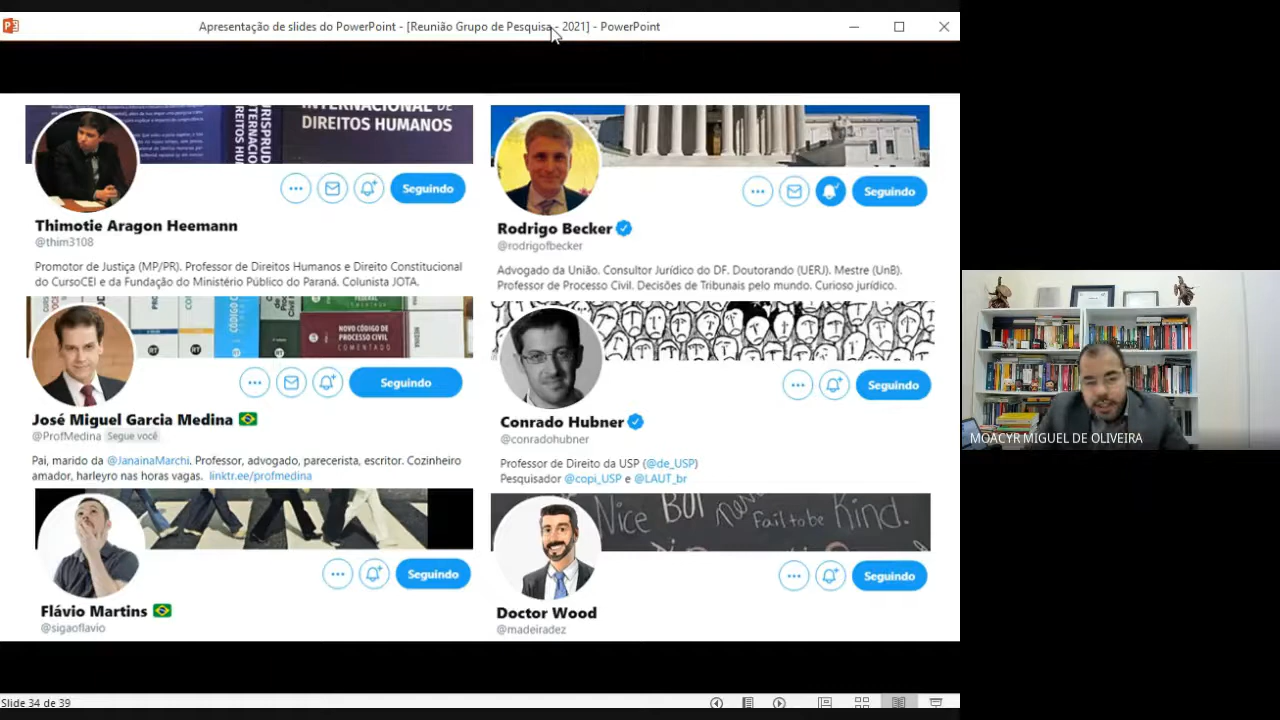 Apresentação de slides do PowerPoint - [Reunião Grupo de Pesquisa - 2021] - PowerPoint
INTERNACIONAL DE
DIREITOS HUMANOS
Seguindo
Thimotie Aragon Heemann
@thim3108
Promotor de Justiça (MP/PR). Professor de Direitos Humanos e Direito Constitucional
do CursoCEI e da Fundação do Ministério Público do Paraná. Colunista JOTA.
Seguindo
Rodrigo Becker
@rodrigofbecker
Advogado da União. Consultor Jurídico do DF. Doutorando (UERJ). Mestre (UnB).
Professor de Processo Civil. Decisões de Tribunais pelo mundo. Curioso jurídico.
NOVO CÓDIGO DE
PROCESSO CIVIL
COMENTADO
RT
RT
Seguindo
José Miguel Garcia Medina
@ProfMedina Segue você
Pai, marido da @JanainaMarchi. Professor, advogado, parecerista, escritor. Cozinheiro
amador, harleyro nas horas vagas. linktr.ee/profmedina
Seguindo
Conrado Hubner
@conradohubner
Professor de Direito da USP (@de_USP)
Pesquisador @copi_USP e @LAUT_br
Seguindo
Flávio Martins
@sigaoflavio
Nice But
Fail to be Kind.
Seguindo
Doctor Wood
@madeiradez
MOACYR MIGUEL DE OLIVEIRA
Slide 34 de 39